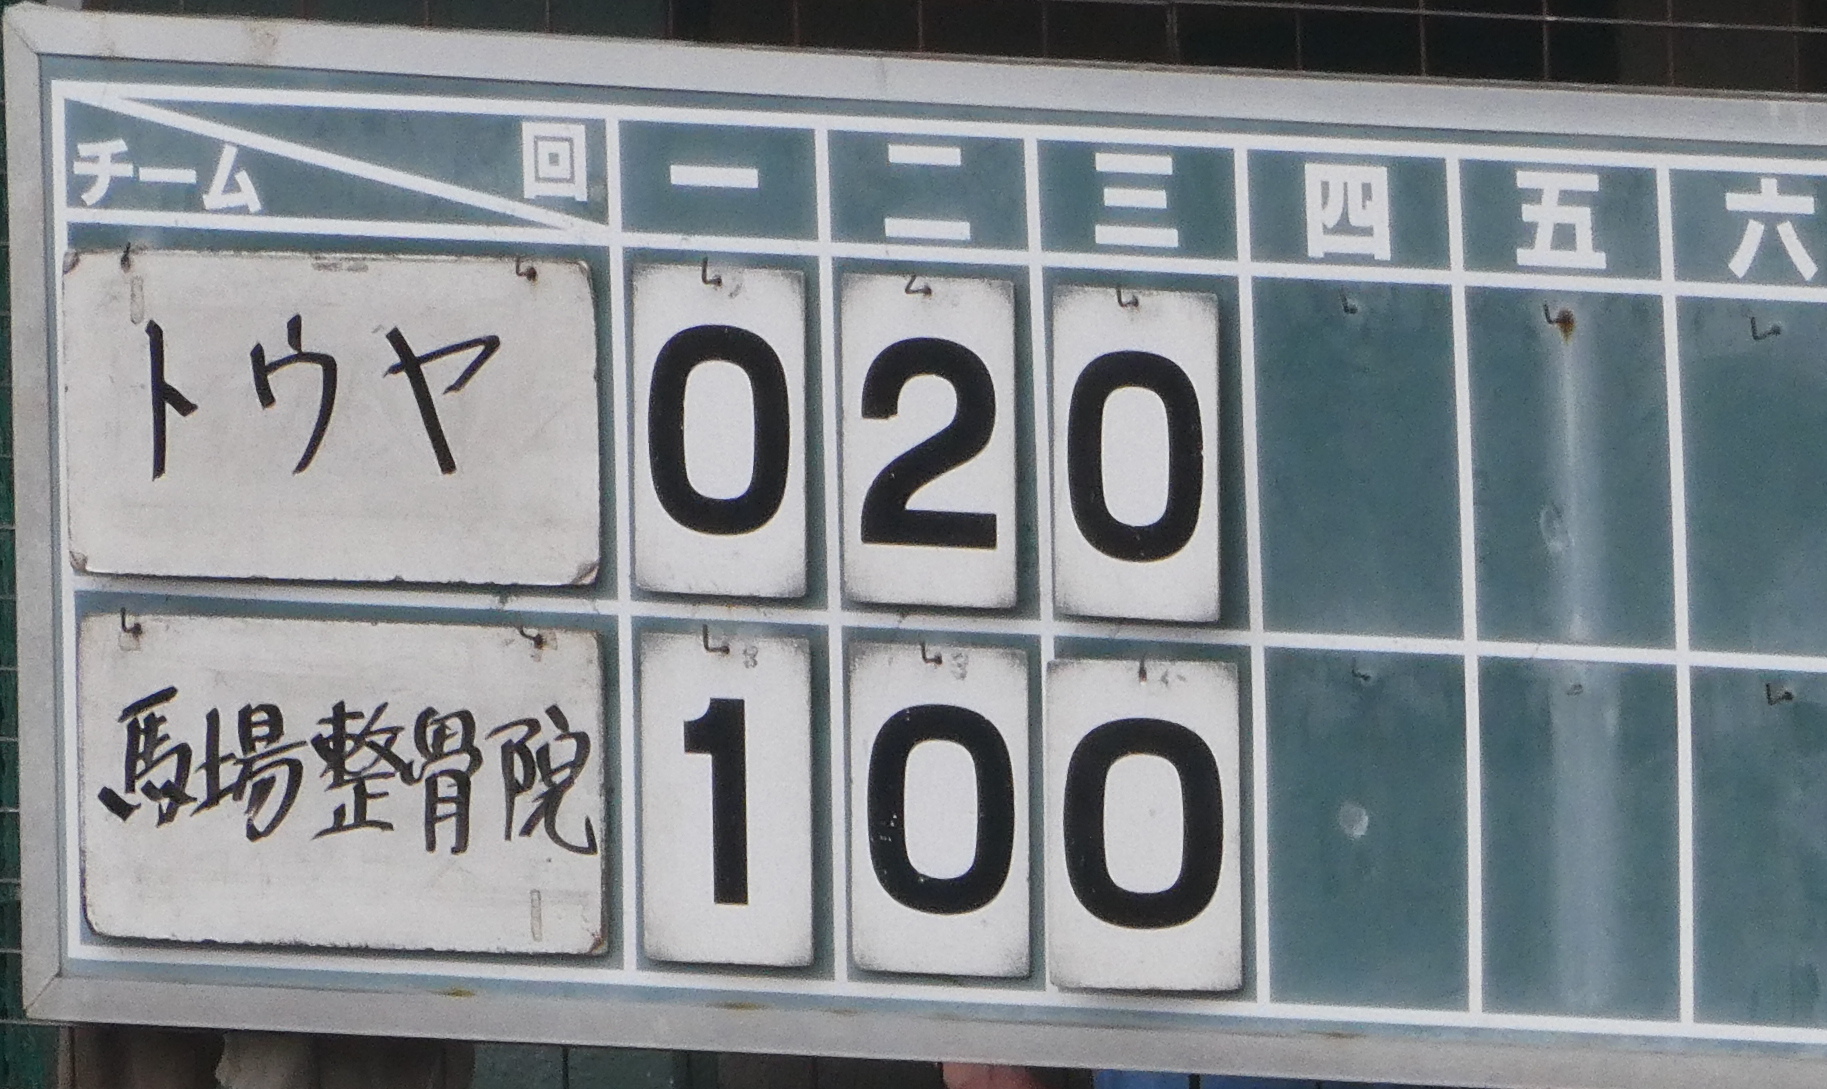 チーム 回 一 二 三 四 五 六
トウヤ 0 2 0
馬場整骨院 1 0 0